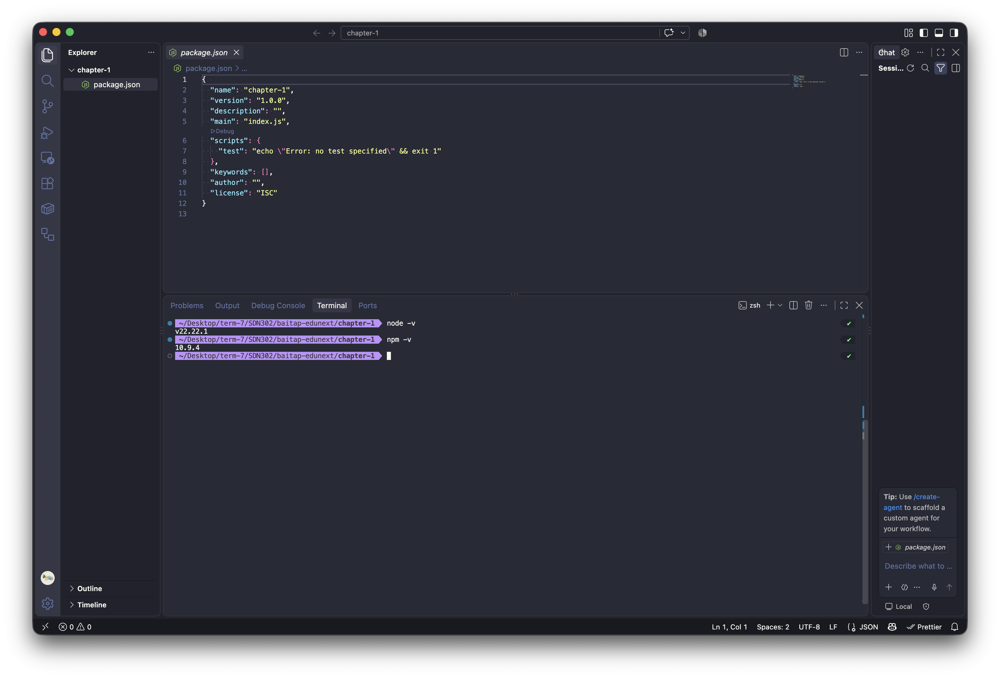 chapter-1
Explorer
chapter-1
package.json
Outline
Timeline
package.json
package.json > ...
1 {
2 "name": "chapter-1",
3 "version": "1.0.0",
4 "description": "",
5 "main": "index.js",
Debug
6 "scripts": {
7 "test": "echo \"Error: no test specified\" && exit 1"
8 },
9 "keywords": [],
10 "author": "",
11 "license": "ISC"
12 }
13
Problems Output Debug Console Terminal Ports
zsh
~/Desktop/term-7/SDN302/baitap-edunext/chapter-1 node -v
v22.22.1
~/Desktop/term-7/SDN302/baitap-edunext/chapter-1 npm -v
10.9.4
~/Desktop/term-7/SDN302/baitap-edunext/chapter-1
Chat
Sessi...
Tip: Use /create-
agent to scaffold a
custom agent for
your workflow.
package.json
Describe what to ...
Local
0 0
Ln 1, Col 1 Spaces: 2 UTF-8 LF {} JSON Prettier